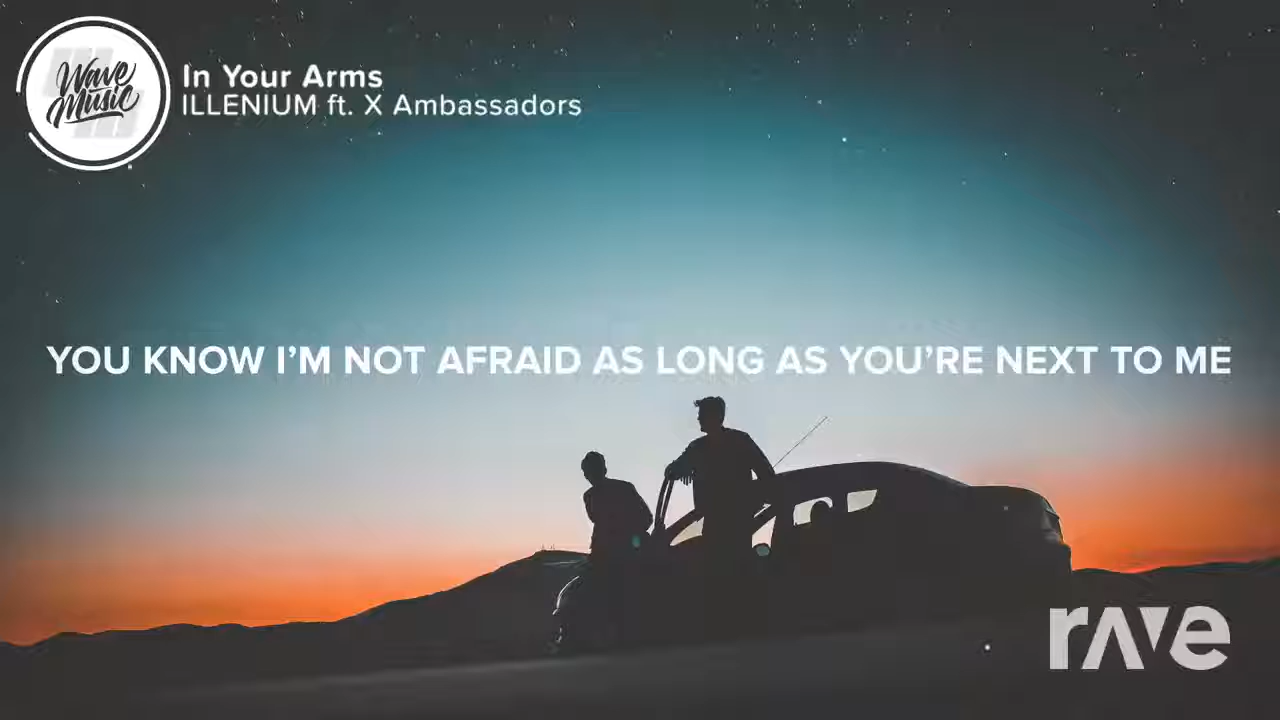 Wave
Music
In Your Arms
ILLENIUM ft. X Ambassadors
YOU KNOW I'M NOT AFRAID AS LONG AS YOU'RE NEXT TO ME
rave